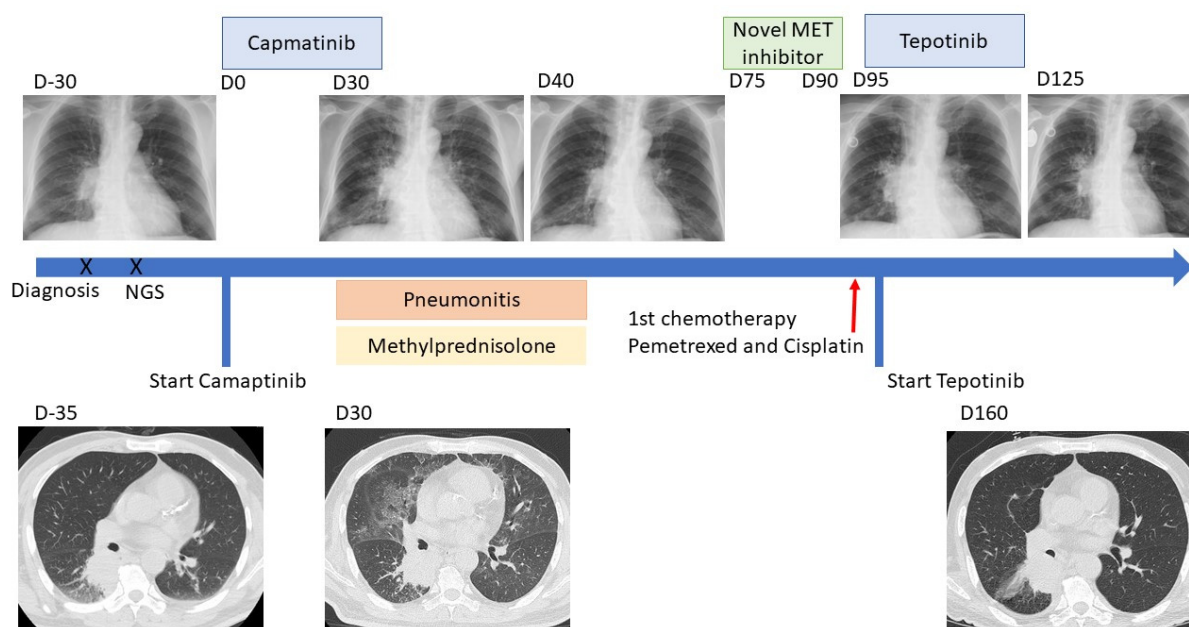 Capmatinib
Novel MET
inhibitor
Tepotinib
D-30
D0
D30
D40
D75
D90
D95
D125
X
X
Diagnosis
NGS
Pneumonitis
Methylprednisolone
1st chemotherapy
Pemetrexed and Cisplatin
Start Camaptinib
Start Tepotinib
D-35
D30
D160